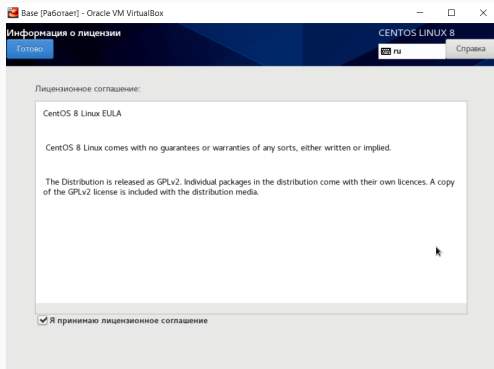 Base [Работает] - Oracle VM VirtualBox
Информация о лицензии
CENTOS LINUX 8
Готово
ru
Справка
Лицензионное соглашение:
CentOS 8 Linux EULA
CentOS 8 Linux comes with no guarantees or warranties of any sorts, either written or implied.
The Distribution is released as GPLv2. Individual packages in the distribution come with their own licences. A copy
of the GPLv2 license is included with the distribution media.
Я принимаю лицензионное соглашение